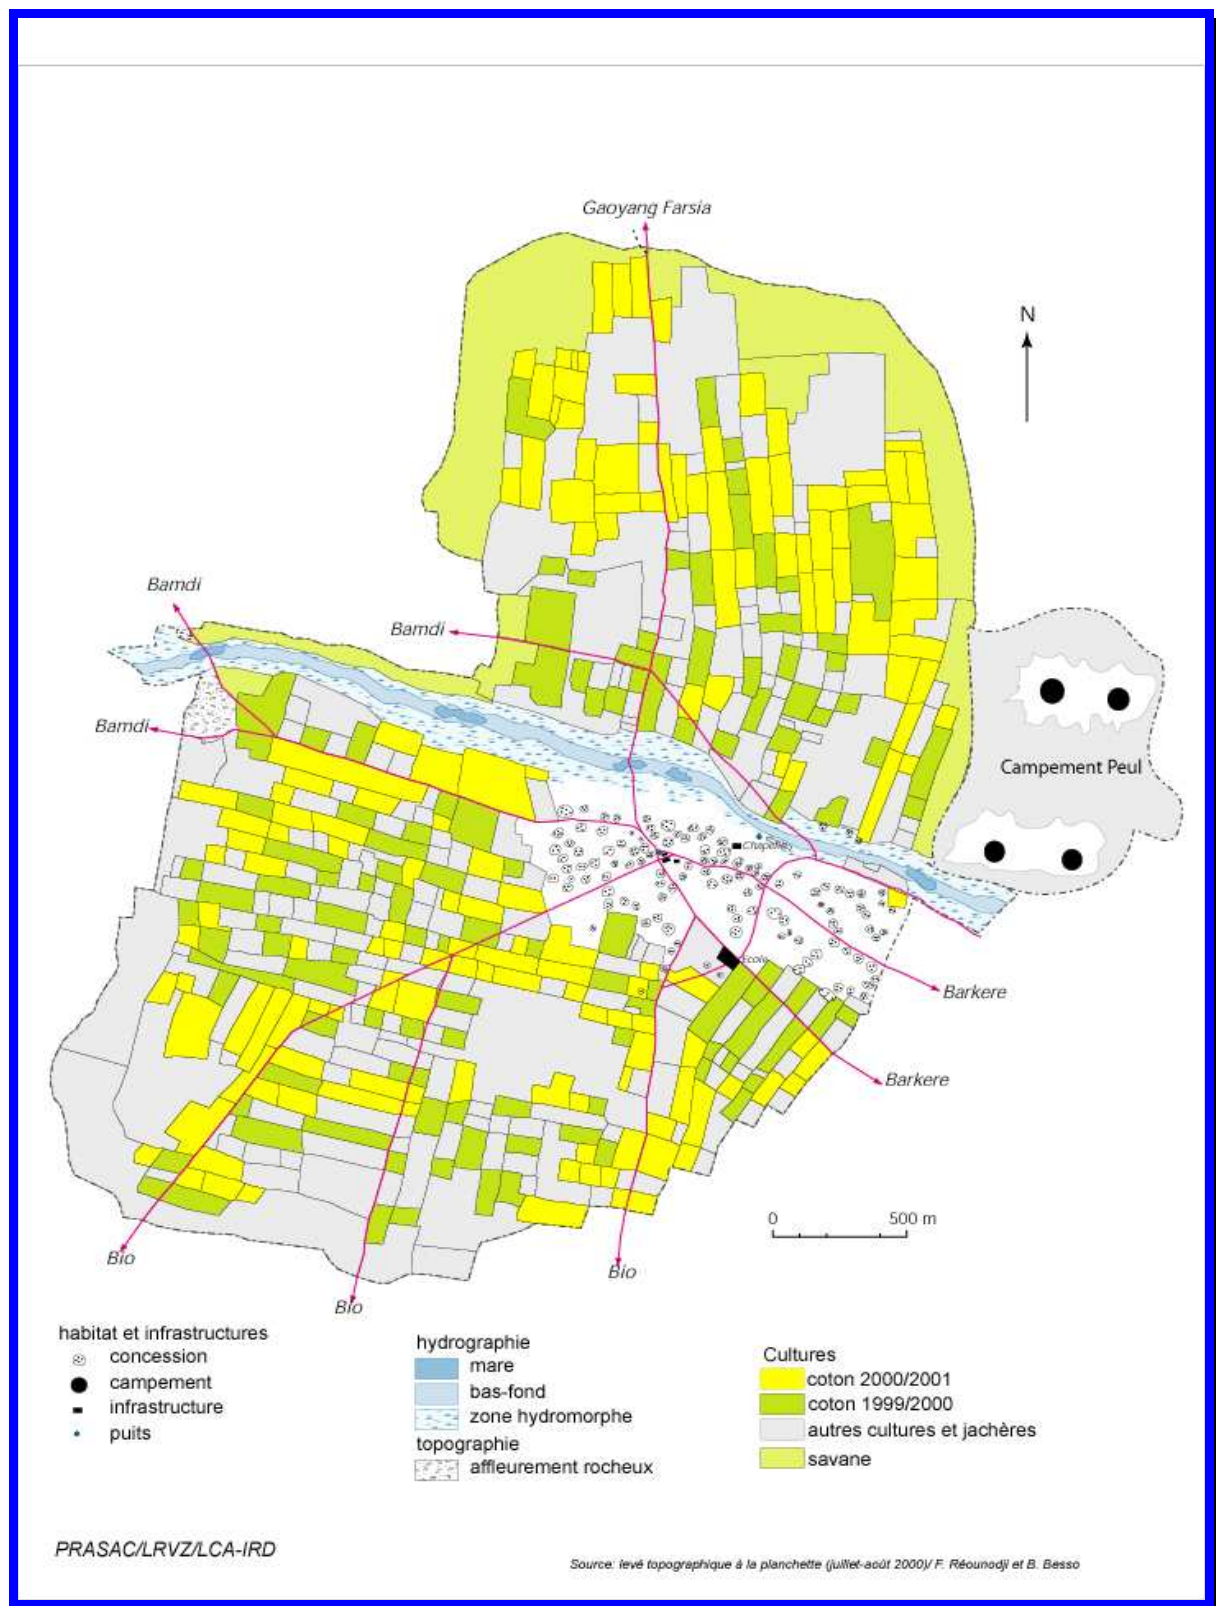 Gaoyang Farsia
N
Bamdi
Bamdi
Bamdi
Campement Peul
Chapelle
Ecole
Barkere
Barkere
0 500 m
Bio
Bio
Bio
habitat et infrastructures
concession
campement
infrastructure
puits
hydrographie
mare
bas-fond
zone hydromorphe
topographie
affleurement rocheux
Cultures
coton 2000/2001
coton 1999/2000
autres cultures et jachères
savane
PRASAC/LRVZ/LCA-IRD
Source: levé topographique à la planchette (juillet-août 2000)/ F. Réounodji et B. Besso